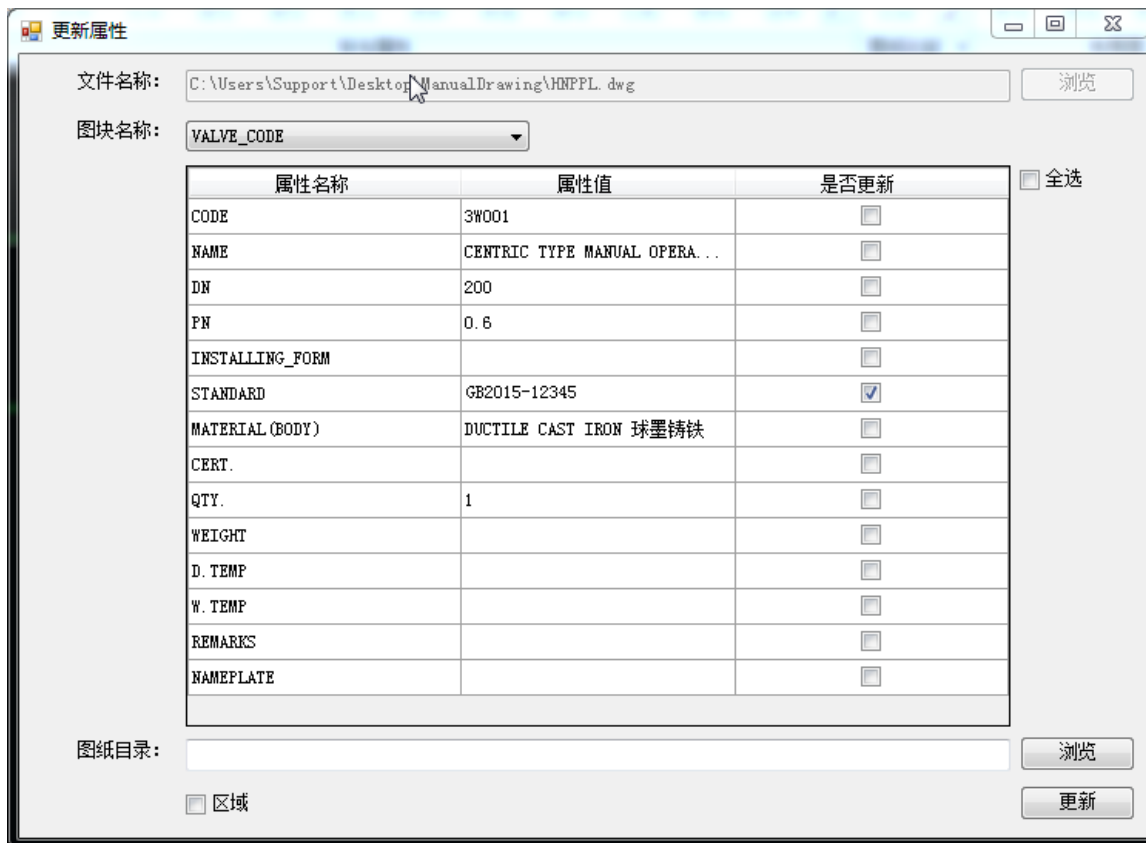 更新属性
文件名称: C:\Users\Support\Desktop\ManualDrawing\HNPPL.dwg 浏览
图块名称: VALVE_CODE
属性名称 属性值 是否更新 全选
CODE 3W001
NAME CENTRIC TYPE MANUAL OPERA...
DN 200
PN 0.6
INSTALLING_FORM
STANDARD GB2015-12345
MATERIAL(BODY) DUCTILE CAST IRON 球墨铸铁
CERT.
QTY. 1
WEIGHT
D.TEMP
W.TEMP
REMARKS
NAMEPLATE
图纸目录: 浏览
区域 更新